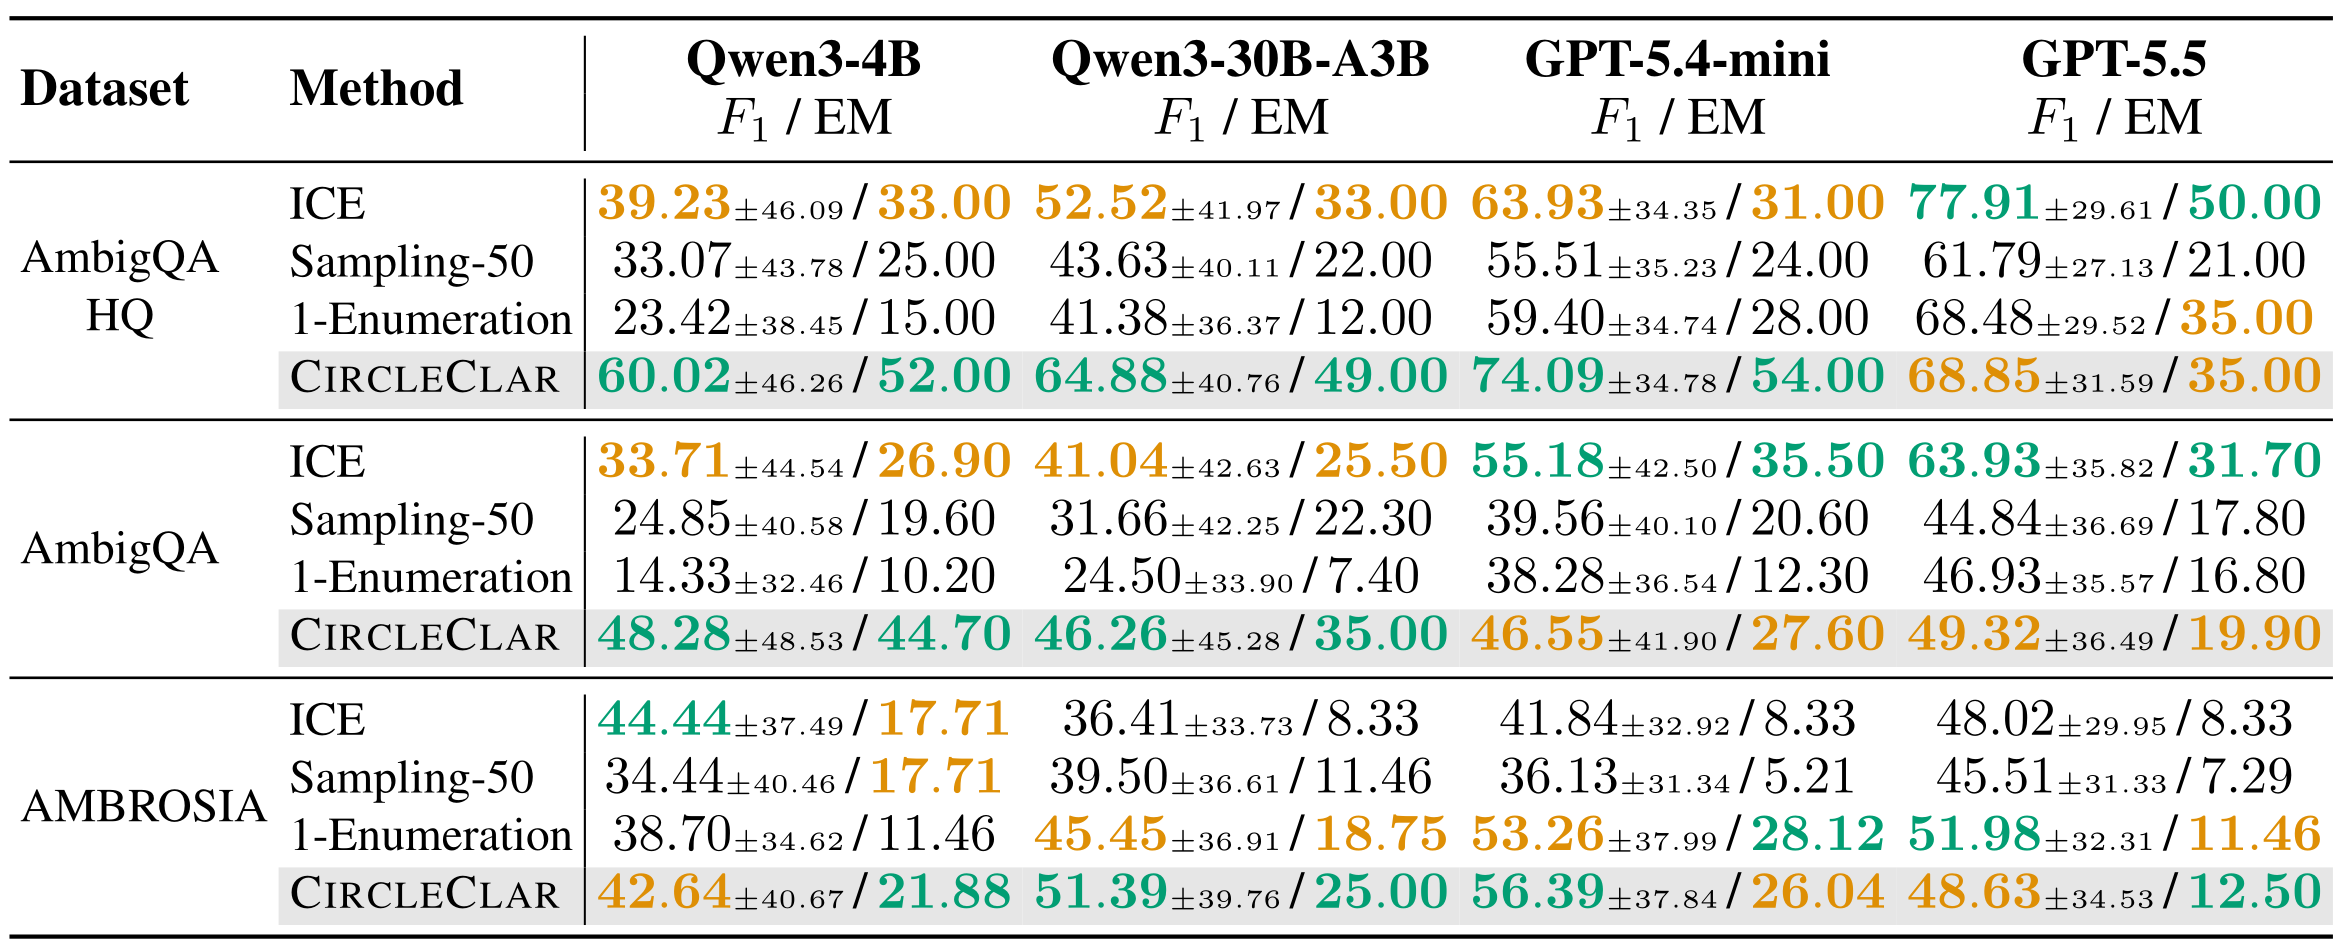 Dataset Method Qwen3-4B Qwen3-30B-A3B GPT-5.4-mini GPT-5.5
F1 / EM F1 / EM F1 / EM F1 / EM
AmbigQA HQ
ICE 39.23±46.09 / 33.00 52.52±41.97 / 33.00 63.93±34.35 / 31.00 77.91±29.61 / 50.00
Sampling-50 33.07±43.78 / 25.00 43.63±40.11 / 22.00 55.51±35.23 / 24.00 61.79±27.13 / 21.00
1-Enumeration 23.42±38.45 / 15.00 41.38±36.37 / 12.00 59.40±34.74 / 28.00 68.48±29.52 / 35.00
CIRCLECLAR 60.02±46.26 / 52.00 64.88±40.76 / 49.00 74.09±34.78 / 54.00 68.85±31.59 / 35.00
AmbigQA
ICE 33.71±44.54 / 26.90 41.04±42.63 / 25.50 55.18±42.50 / 35.50 63.93±35.82 / 31.70
Sampling-50 24.85±40.58 / 19.60 31.66±42.25 / 22.30 39.56±40.10 / 20.60 44.84±36.69 / 17.80
1-Enumeration 14.33±32.46 / 10.20 24.50±33.90 / 7.40 38.28±36.54 / 12.30 46.93±35.57 / 16.80
CIRCLECLAR 48.28±48.53 / 44.70 46.26±45.28 / 35.00 46.55±41.90 / 27.60 49.32±36.49 / 19.90
AMBROSIA
ICE 44.44±37.49 / 17.71 36.41±33.73 / 8.33 41.84±32.92 / 8.33 48.02±29.95 / 8.33
Sampling-50 34.44±40.46 / 17.71 39.50±36.61 / 11.46 36.13±31.34 / 5.21 45.51±31.33 / 7.29
1-Enumeration 38.70±34.62 / 11.46 45.45±36.91 / 18.75 53.26±37.99 / 28.12 51.98±32.31 / 11.46
CIRCLECLAR 42.64±40.67 / 21.88 51.39±39.76 / 25.00 56.39±37.84 / 26.04 48.63±34.53 / 12.50